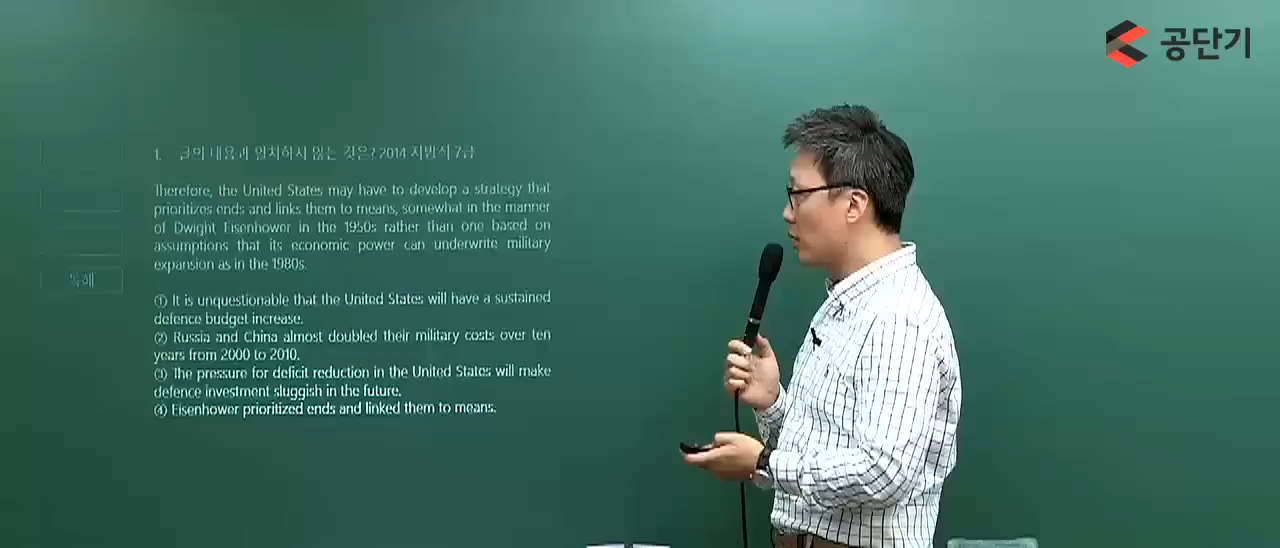 공단기
1. 글의 내용과 일치하지 않는 것은? 2014 지방직 7급
Therefore, the United States may have to develop a strategy that
prioritizes ends and links them to means, somewhat in the manner
of Dwight Eisenhower in the 1950s rather than one based on
assumptions that its economic power can underwrite military
expansion as in the 1980s.
독해
① It is unquestionable that the United States will have a sustained
defence budget increase.
② Russia and China almost doubled their military costs over ten
years from 2000 to 2010.
③ The pressure for deficit reduction in the United States will make
defence investment sluggish in the future.
④ Eisenhower prioritized ends and linked them to means.